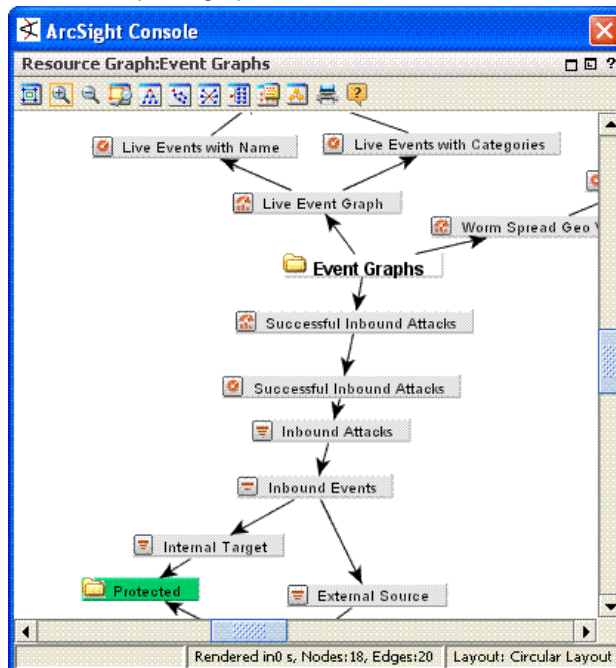 ArcSight Console
Resource Graph:Event Graphs
Live Events with Name
Live Events with Categories
Live Event Graph
Worm Spread Geo
Event Graphs
Successful Inbound Attacks
Successful Inbound Attacks
Inbound Attacks
Inbound Events
Internal Target
Protected
External Source
Rendered in0 s, Nodes:18, Edges:20
Layout: Circular Layout